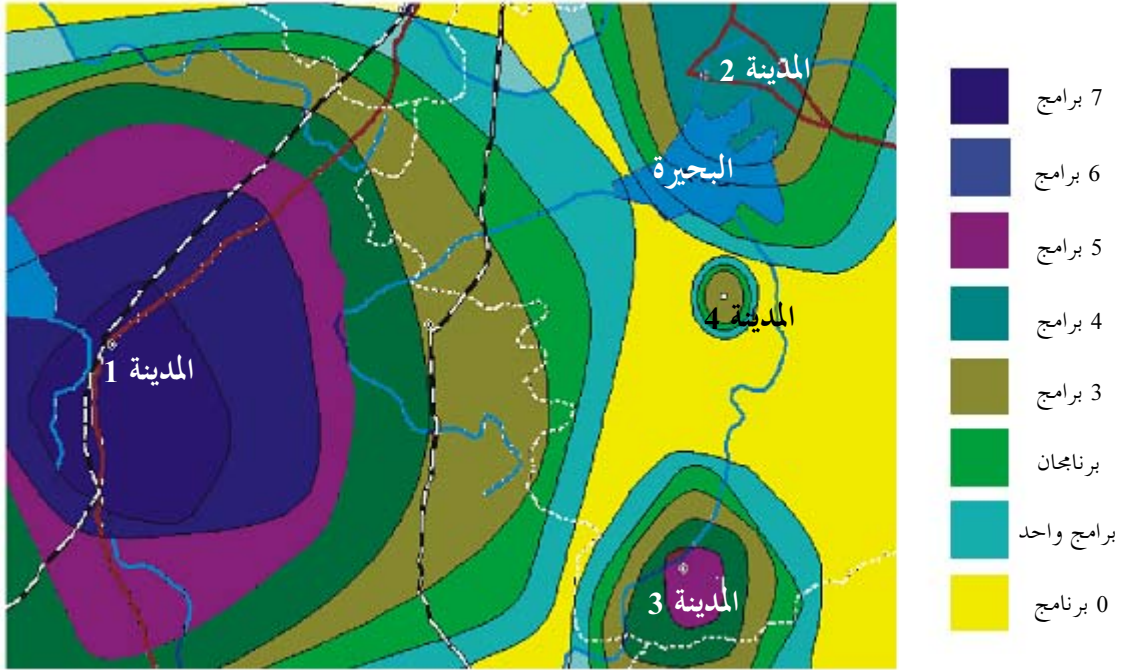 المدينة 2
البحيرة
المدينة 4
المدينة 1
المدينة 3
7 برامج
6 برامج
5 برامج
4 برامج
3 برامج
برنامجان
برامج واحد
0 برنامج